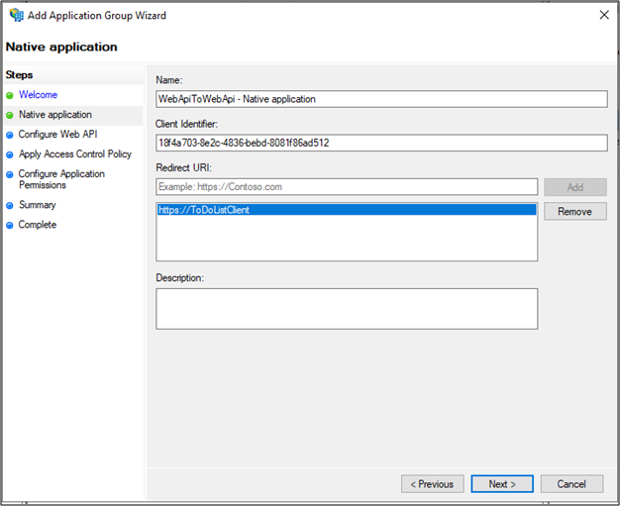 Add Application Group Wizard
Native application
Steps
Welcome
Native application
Configure Web API
Apply Access Control Policy
Configure Application
Permissions
Summary
Complete
Name:
WebApiToWebApi - Native application
Client Identifier:
18f4a703-8e2c-4836-bebd-8081f86ad512
Redirect URI:
Example: https://Contoso.com
Add
https://ToDoListClient
Remove
Description:
< Previous
Next >
Cancel